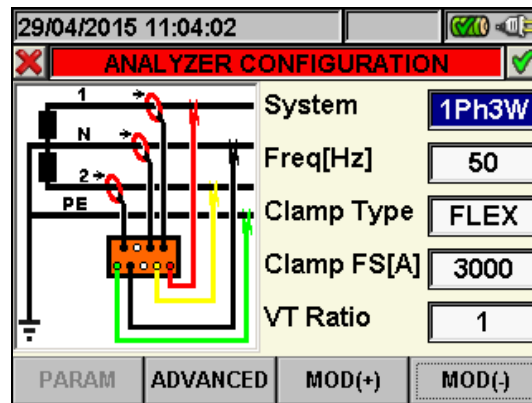 29/04/2015 11:04:02
ANALYZER CONFIGURATION
1
N
2
PE
System 1Ph3W
Freq[Hz] 50
Clamp Type FLEX
Clamp FS[A] 3000
VT Ratio 1
PARAM ADVANCED MOD(+) MOD(-)